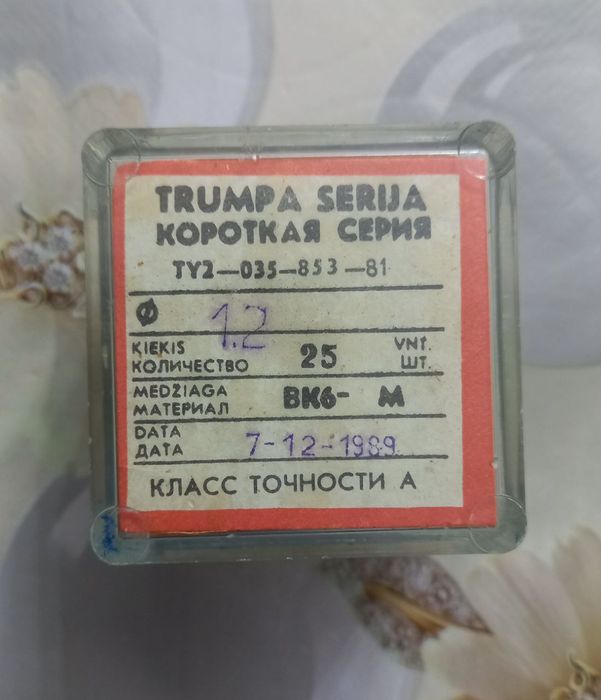 TRUMPA SERIJA
КОРОТКАЯ СЕРИЯ
ТУ2-035-853-81
Ø 1.2
KIEKIS
КОЛИЧЕСТВО 25 VNT. ШТ.
MEDŽIAGA
МАТЕРИАЛ ВК6- М
DATA
ДАТА 7-12-1989
КЛАСС ТОЧНОСТИ А